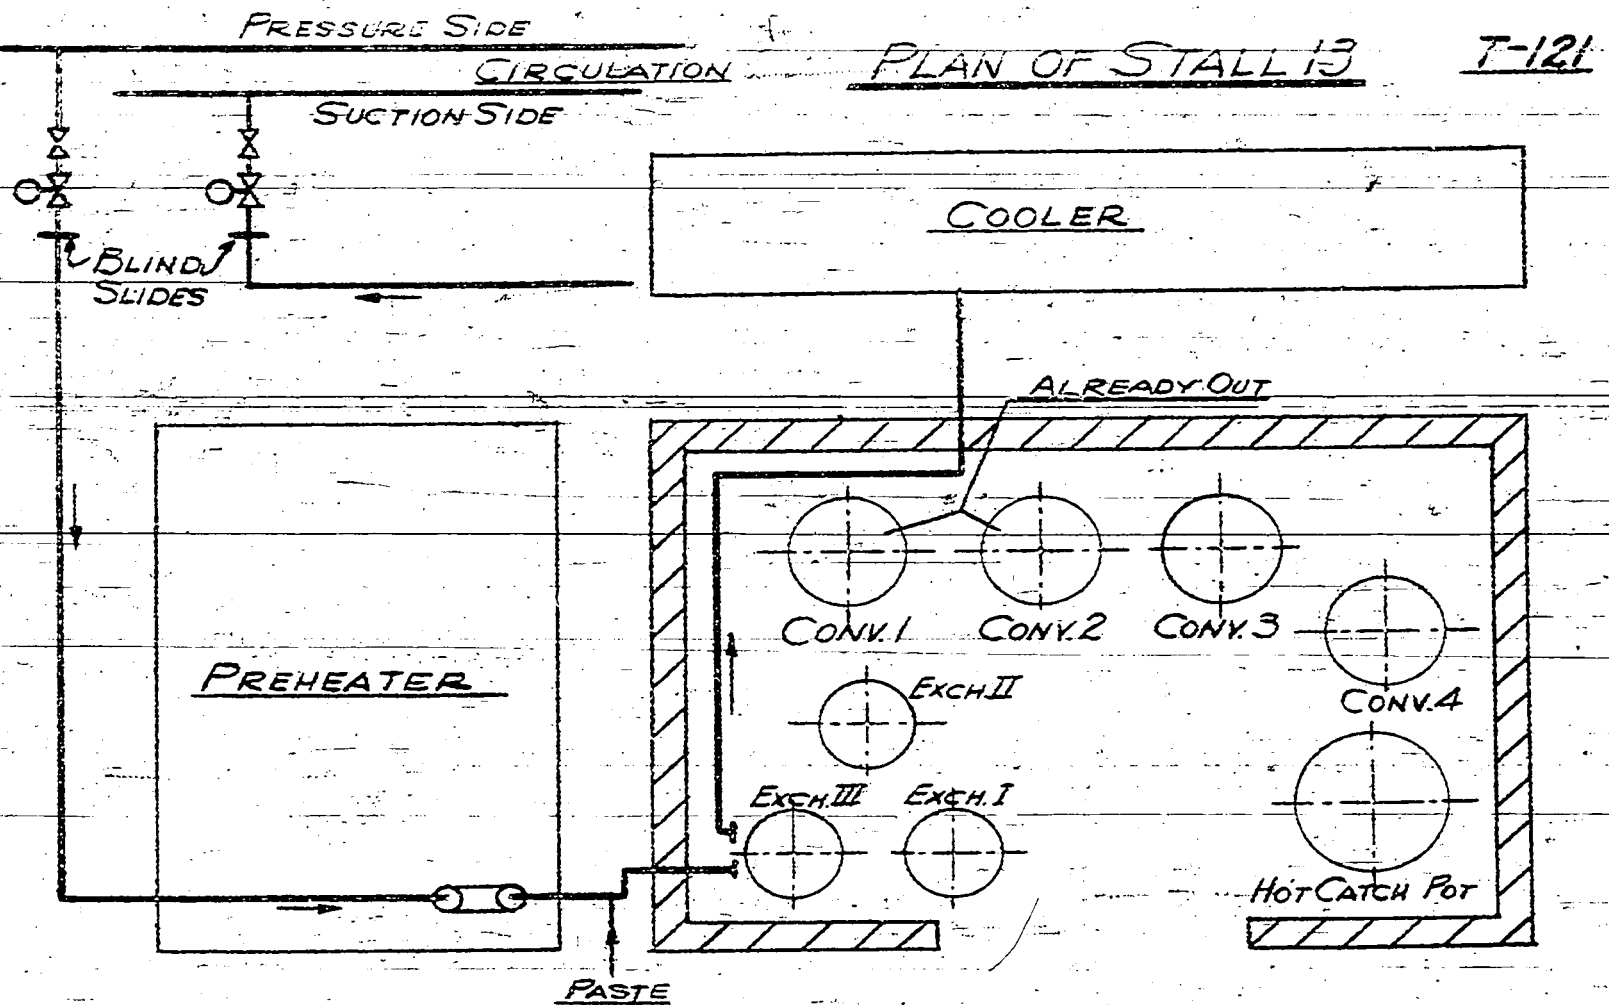 PRESSURE SIDE
CIRCULATION
SUCTION SIDE
PLAN OF STALL 13
T-121
COOLER
BLIND
SLIDES
ALREADY OUT
CONV. 1
CONV. 2
CONV. 3
CONV. 4
PREHEATER
EXCH. II
EXCH. III
EXCH. I
HOT CATCH POT
PASTE